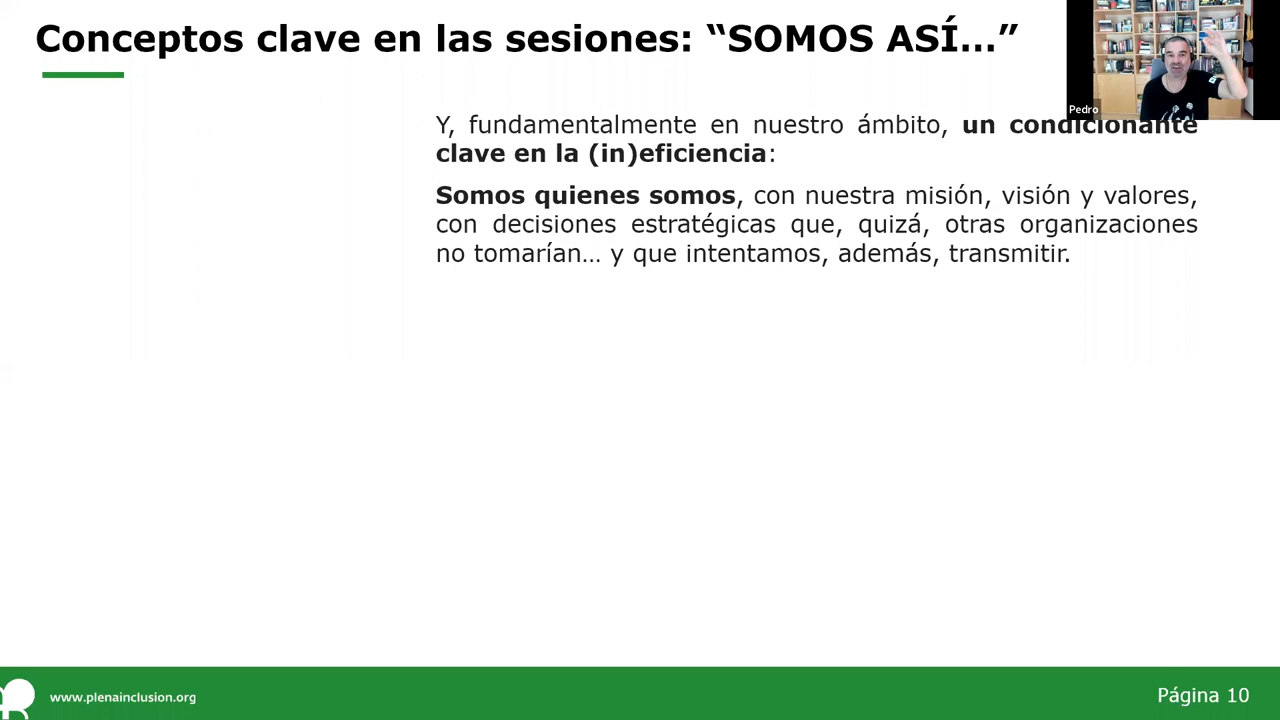 Conceptos clave en las sesiones: “SOMOS ASÍ…”
Pedro
Y, fundamentalmente en nuestro ámbito, un condicionante
clave en la (in)eficiencia:
Somos quienes somos, con nuestra misión, visión y valores,
con decisiones estratégicas que, quizá, otras organizaciones
no tomarían… y que intentamos, además, transmitir.
www.plenainclusion.org
Página 10